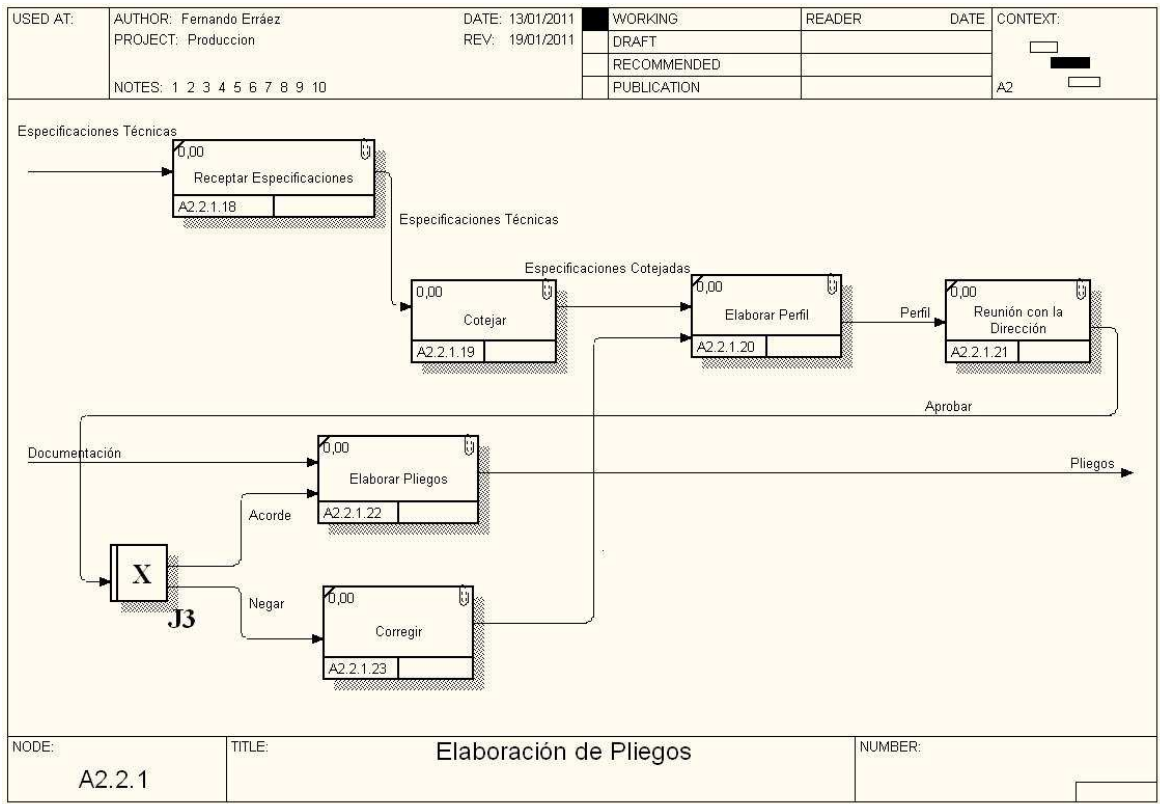 USED AT:
AUTHOR: Fernando Erráez
DATE: 13/01/2011
WORKING
READER
DATE
CONTEXT:
PROJECT: Produccion
REV: 19/01/2011
DRAFT
RECOMMENDED
NOTES: 1 2 3 4 5 6 7 8 9 10
PUBLICATION
A2
Especificaciones Técnicas
0,00
Receptar Especificaciones
A2.2.1.18
Especificaciones Técnicas
Especificaciones Cotejadas
0,00
Cotejar
A2.2.1.19
0,00
Elaborar Perfil
A2.2.1.20
Perfil
0,00
Reunión con la
Dirección
A2.2.1.21
Aprobar
Documentación
0,00
Elaborar Pliegos
A2.2.1.22
Pliegos
Acorde
X
J3
Negar
0,00
Corregir
A2.2.1.23
NODE:
A2.2.1
TITLE:
Elaboración de Pliegos
NUMBER: